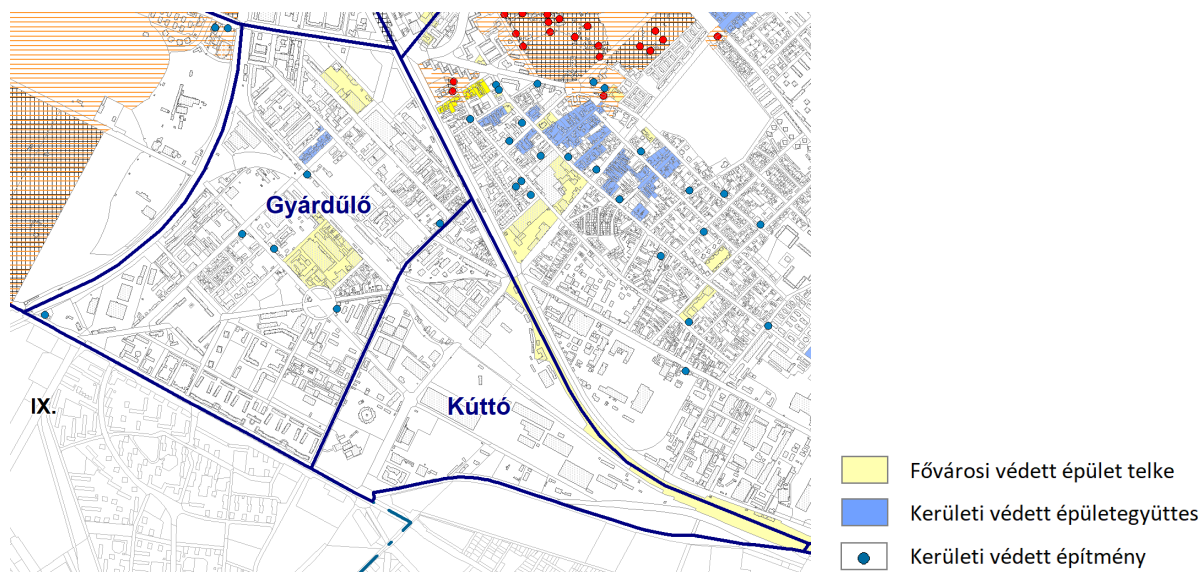 Gyárdűlő
IX.
Kúttó
Fővárosi védett épület telke
Kerületi védett épületegyüttes
Kerületi védett építmény